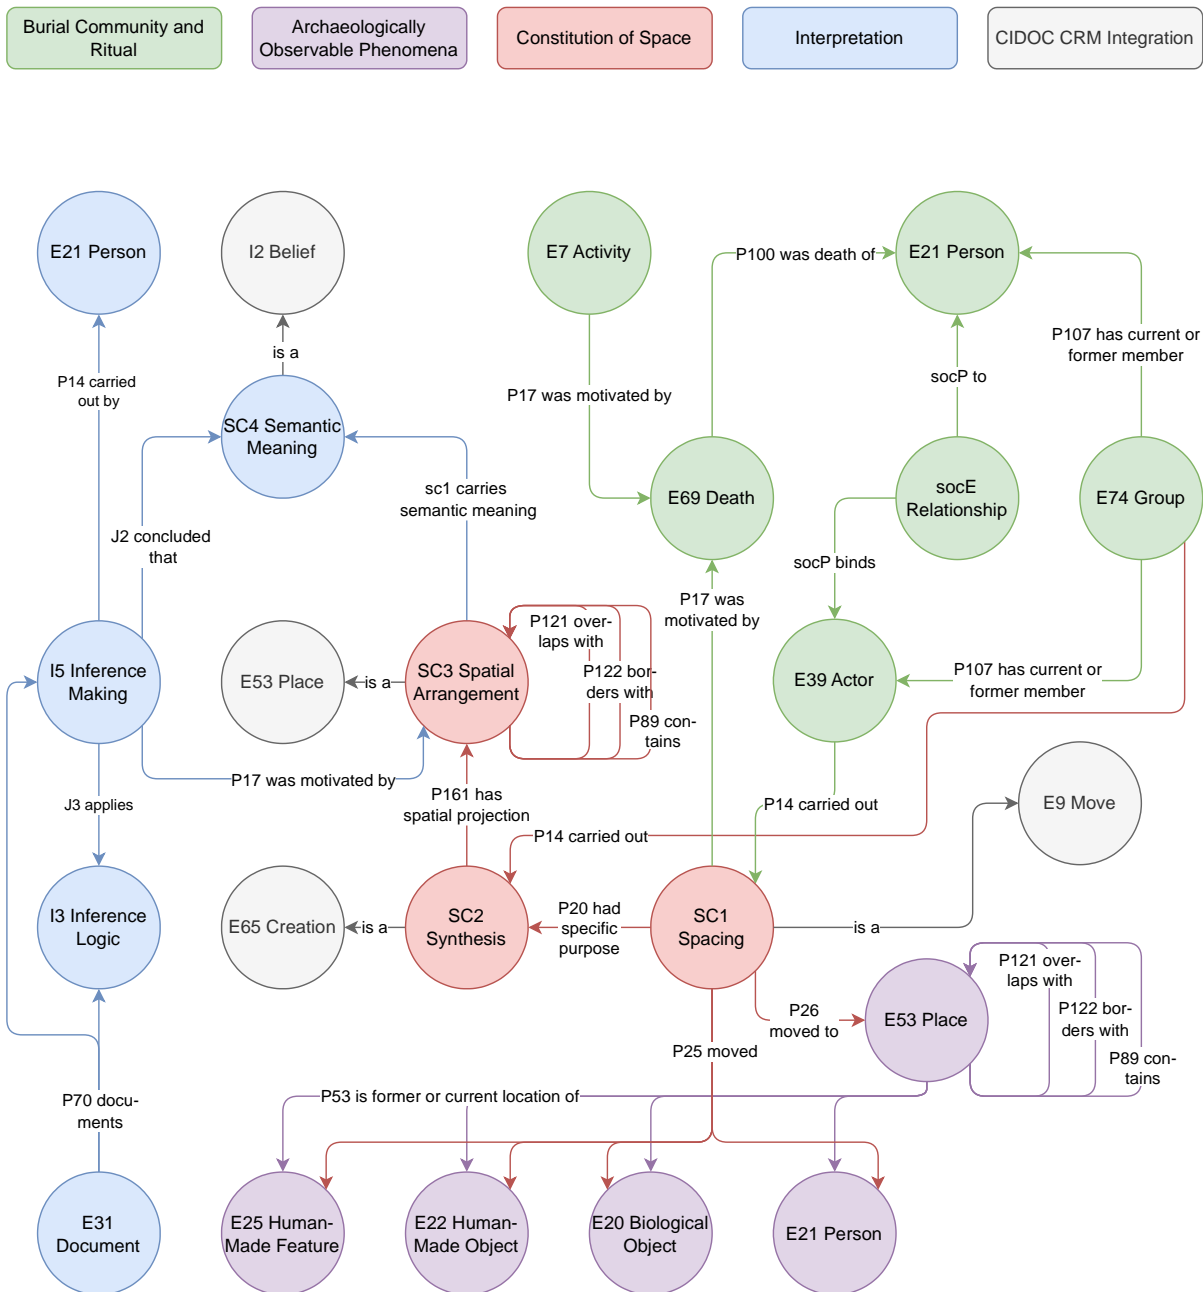 Burial Community and
Ritual
Archaeologically
Observable Phenomena
Constitution of Space
Interpretation
CIDOC CRM Integration
E21 Person
I2 Belief
E7 Activity
P100 was death of
E21 Person
P107 has current or
former member
is a
P14 carried
out by
P17 was motivated by
socP to
SC4 Semantic
Meaning
sc1 carries
semantic meaning
E69 Death
socE
Relationship
E74 Group
J2 concluded
that
socP binds
P17 was
motivated by
P121 over-
laps with
I5 Inference
Making
E53 Place
is a
SC3 Spatial
Arrangement
P122 bor-
ders with
P89 con-
tains
E39 Actor
P107 has current or
former member
P17 was motivated by
P161 has
spatial projection
J3 applies
P14 carried out
P14 carried out
E9 Move
I3 Inference
Logic
E65 Creation
is a
SC2
Synthesis
P20 had
specific
purpose
SC1
Spacing
is a
P121 over-
laps with
P26
moved to
E53 Place
P122 bor-
ders with
P25 moved
P89 con-
tains
P70 docu-
ments
P53 is former or current location of
E31
Document
E25 Human-
Made Feature
E22 Human-
Made Object
E20 Biological
Object
E21 Person